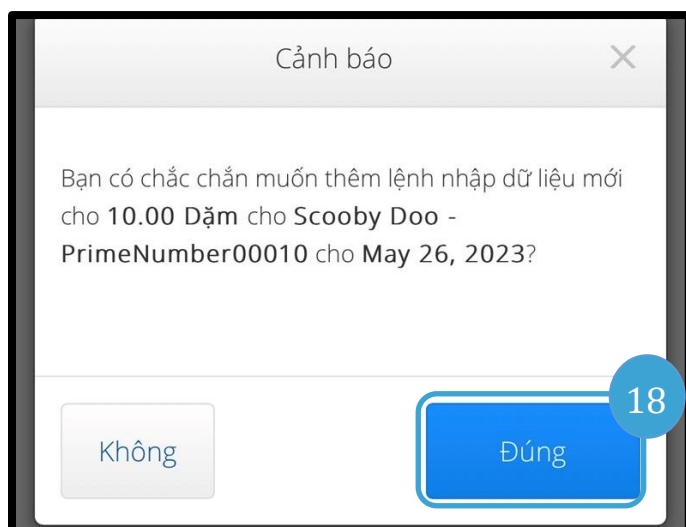 Cảnh báo
Bạn có chắc chắn muốn thêm lệnh nhập dữ liệu mới
cho 10.00 Dặm cho Scooby Doo -
PrimeNumber00010 cho May 26, 2023?
18
Không
Đúng